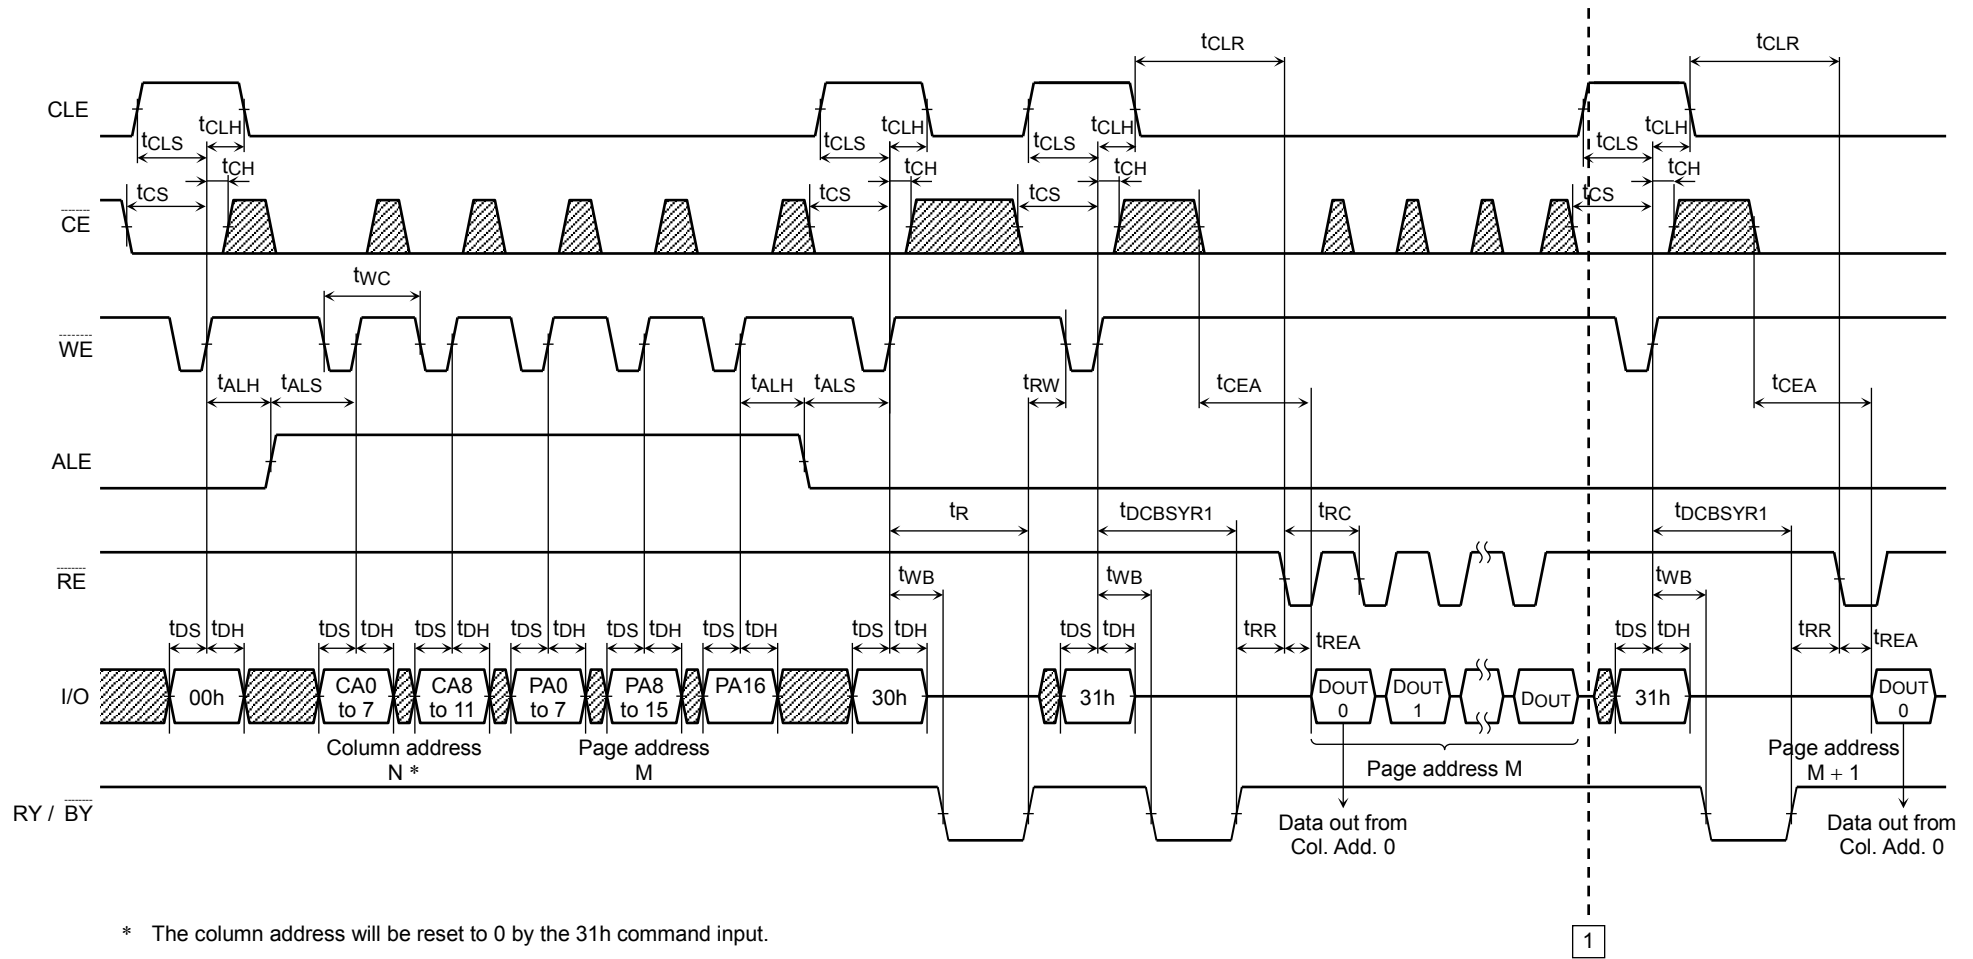 tCLR tCLR
CLE
tCLS tCLH tCLS tCLH tCLS tCLH tCLS tCLH
tCS tCH tCS tCH tCS tCH tCS tCH
CE
tWC
WE
tALH tALS tALH tALS tRW tCEA tCEA
ALE
tR tDCBSYR1 tRC tDCBSYR1
RE
tWB tWB tWB
tDS tDH tDS tDH tDS tDH tDS tDH tDS tDH tDS tDH tDS tDH tDS tDH tRR tREA tDS tDH tRR tREA
I/O
00h
CA0 to 7
CA8 to 11
PA0 to 7
PA8 to 15
PA16
30h
31h
DOUT 0
DOUT 1
DOUT
31h
DOUT 0
Column address
N *
Page address
M
Page address M
Page address
M + 1
RY / BY
Data out from
Col. Add. 0
Data out from
Col. Add. 0
* The column address will be reset to 0 by the 31h command input.
1